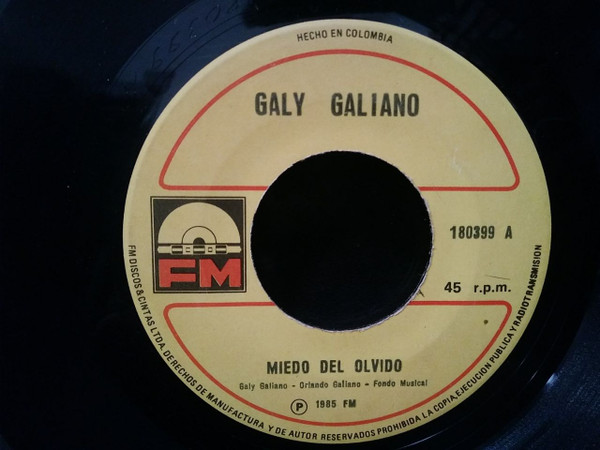 HECHO EN COLOMBIA
GALY GALIANO
180399 A
FM
45 r.p.m.
MIEDO DEL OLVIDO
Galy Galiano - Orlando Galiano - Fondo Musical
Ⓟ 1985 FM
FM DISCOS & CINTAS LTDA. DERECHOS DE MANUFACTURA Y DE AUTOR RESERVADOS PROHIBIDA LA COPIA, EJECUCION PUBLICA Y RADIOTRANSMISION